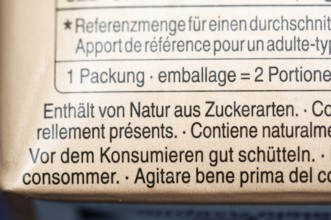 *Referenzmenge für einen durchschnit
Apport de référence pour un adulte-typ
1 Packung · emballage = 2 Portione
Enthält von Natur aus Zuckerarten. · Co
rellement présents. · Contiene naturalme
Vor dem Konsumieren gut schütteln. ·
consommer. · Agitare bene prima del co